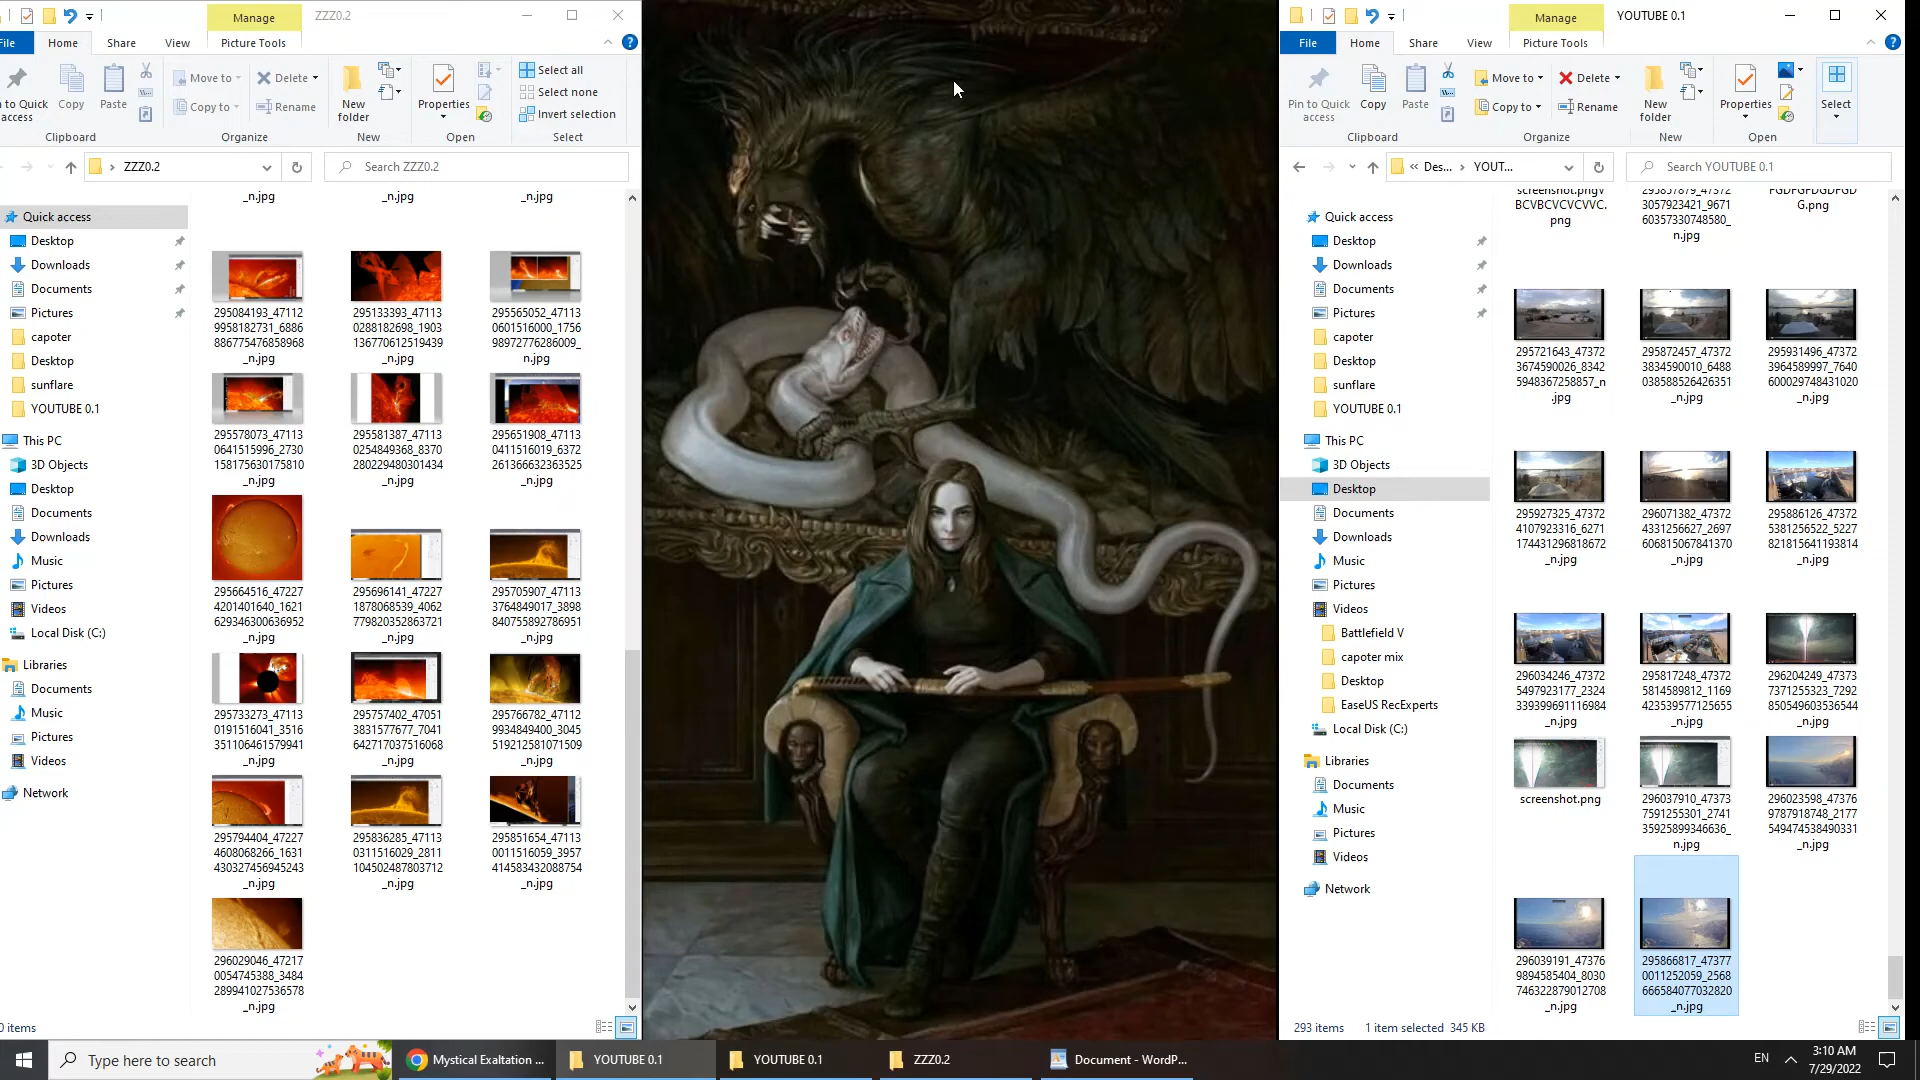 Manage
ZZZ0.2
File
Home
Share
View
Picture Tools
n to Quick
access
Copy
Paste
Move to
Copy to
Delete
Rename
New
folder
Properties
Select all
Select none
Invert selection
Clipboard
Organize
New
Open
Select
ZZZ0.2
Search ZZZ0.2
Quick access
Desktop
Downloads
Documents
Pictures
capoter
Desktop
sunflare
YOUTUBE 0.1
This PC
3D Objects
Desktop
Documents
Downloads
Music
Pictures
Videos
Local Disk (C:)
Libraries
Documents
Music
Pictures
Videos
Network
_n.jpg
_n.jpg
_n.jpg
295084193_47112
9958182731_6886
886775476858968
_n.jpg
295133393_47113
0288182698_1903
136770612519439
_n.jpg
295565052_47113
0601516000_1756
98972776286009_
n.jpg
295578073_47113
0641515996_2730
158175630175810
_n.jpg
295581387_47113
0254849368_8370
280229480301434
_n.jpg
295651908_47113
0411516019_6372
261366632363525
_n.jpg
295664516_47227
4201401640_1621
629346300636952
_n.jpg
295696141_47227
1878068539_4062
779820352863721
_n.jpg
295705907_47113
3764849017_3898
840755892786951
_n.jpg
295733273_47113
0191516041_3516
351106461579941
_n.jpg
295757402_47051
3831577677_7041
642717037516068
_n.jpg
295766782_47112
9934849400_3045
519212581071509
_n.jpg
295794404_47227
4608068266_1631
430327456945243
_n.jpg
295836285_47113
0311516029_2811
104502487803712
_n.jpg
295851654_47113
0011516059_3957
414583432088754
_n.jpg
296029046_47217
0054745388_3484
289941027536578
_n.jpg
0 items
Manage
YOUTUBE 0.1
File
Home
Share
View
Picture Tools
Pin to Quick
access
Copy
Paste
Move to
Copy to
Delete
Rename
New
folder
Properties
Select
Clipboard
Organize
New
Open
« Des... › YOUT...
Search YOUTUBE 0.1
Quick access
Desktop
Downloads
Documents
Pictures
capoter
Desktop
sunflare
YOUTUBE 0.1
This PC
3D Objects
Desktop
Documents
Downloads
Music
Pictures
Videos
Battlefield V
capoter mix
Desktop
EaseUS RecExperts
Local Disk (C:)
Libraries
Documents
Music
Pictures
Videos
Network
screenshot.pngV
BCVBCVCVCVVC.
png
3057923421_9671
60357330748580_
n.jpg
G.png
295721643_47372
3674590026_8342
5948367258857_n
.jpg
295872457_47372
3834590010_6488
038588526426351
_n.jpg
295931496_47372
3964589997_7640
600029748431020
_n.jpg
295927325_47372
4107923316_6271
174431296818672
_n.jpg
296071382_47372
4331256627_2697
606815067841370
_n.jpg
295886126_47372
5381256522_5227
821815641193814
_n.jpg
296034246_47372
5497923177_2324
339399691116984
_n.jpg
295817248_47372
5814589812_1169
423539577125655
_n.jpg
296204249_47373
7371255323_7292
850549603536544
_n.jpg
screenshot.png
296037910_47373
7591255301_2741
35925899346636_
n.jpg
296023598_47376
9787918748_2177
549474538490331
_n.jpg
296039191_47376
9894585404_8030
746322879012708
_n.jpg
295866817_47377
0011252059_2568
666584077032820
_n.jpg
293 items
1 item selected 345 KB
Type here to search
Mystical Exaltation ...
YOUTUBE 0.1
YOUTUBE 0.1
ZZZ0.2
Document - WordP...
EN
3:10 AM
7/29/2022